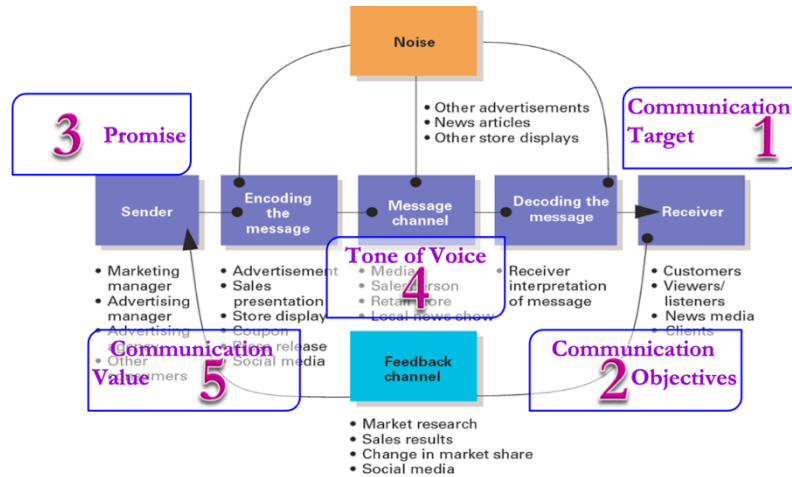 Noise
• Other advertisements
• News articles
• Other store displays
3 Promise
Communication
Target 1
Sender
Encoding
the
message
Message
channel
Decoding the
message
Receiver
• Marketing
manager
• Advertising
manager
• Advertising
agency
• Other
consumers
• Advertisement
• Sales
presentation
• Store display
• Coupon
• Press release
• Social media
Tone of Voice
4
• Media
• Salesperson
• Retail store
• Local news show
• Receiver
interpretation
of message
• Customers
• Viewers/
listeners
• News media
• Clients
Communication
Value 5
Communication
2 Objectives
Feedback
channel
• Market research
• Sales results
• Change in market share
• Social media